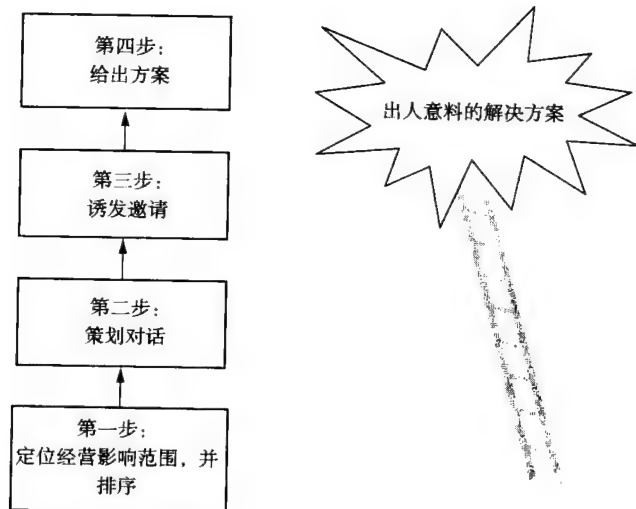 第四步：
给出方案
出人意料的解决方案
第三步：
诱发邀请
第二步：
策划对话
第一步：
定位经营影响范围，并
排序